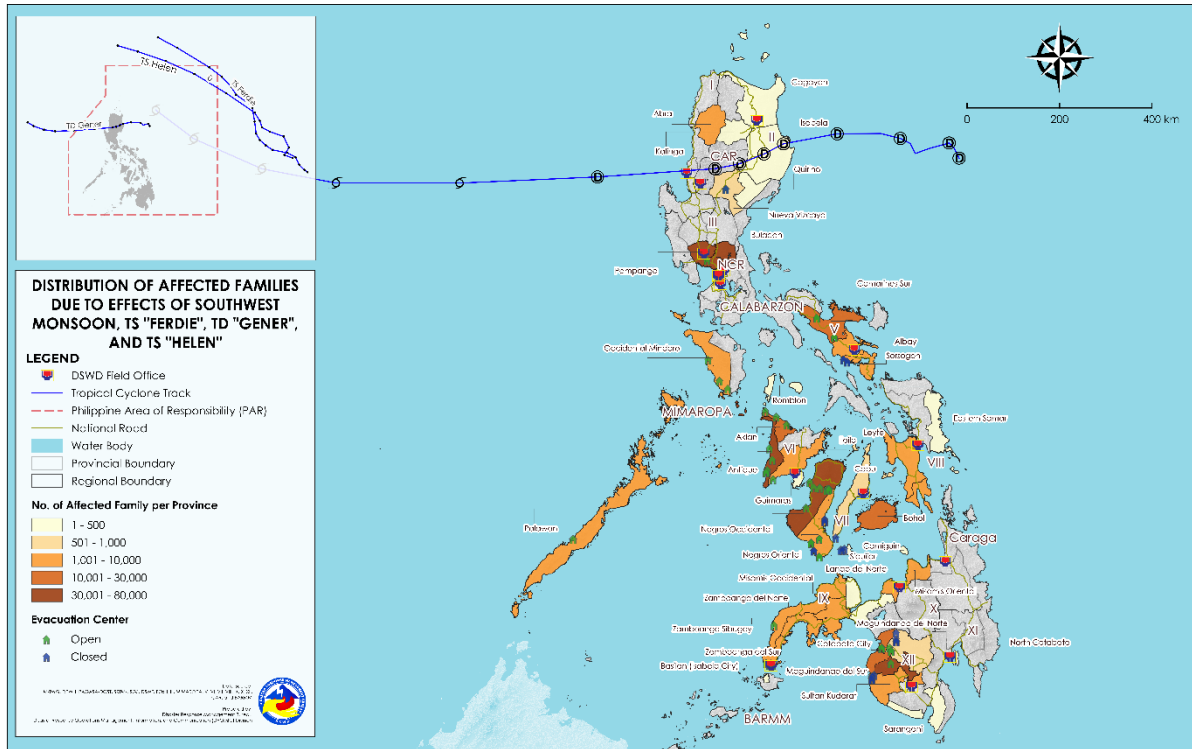 TS Helen
TS Ferdie
TD Gener
DISTRIBUTION OF AFFECTED FAMILIES
DUE TO EFFECTS OF SOUTHWEST
MONSOON, TS "FERDIE", TD "GENER",
AND TS "HELEN"
LEGEND
DSWD Field Office
Tropical Cyclone Track
Philippine Area of Responsibility (PAR)
National Road
Water Body
Provincial Boundary
Regional Boundary
No. of Affected Family per Province
1 - 500
501 - 1,000
1,001 - 10,000
10,001 - 30,000
30,001 - 80,000
Evacuation Center
Open
Closed
0 200 400 km
I
Cagayan
Abra
Isabela
II
Kalinga
CAR
Quirino
Nueva Vizcaya
III
Bulacan
NCR
Pampanga
CALABARZON
Camarines Sur
V
Albay
Sorsogon
Occidental Mindoro
Romblon
MIMAROPA
Eastern Samar
Aklan
Iloilo
Leyte
VI
VIII
Antique
Cebu
Guimaras
Palawan
Negros Occidental
VII
Bohol
Caraga
Negros Oriental
Camiguin
Siquijor
Lanao del Norte
Misamis Occidental
Misamis Oriental
Zamboanga del Norte
IX
X
Maguindanao del Norte
Zamboanga Sibugay
XI
Cotabato City
North Cotabato
Zamboanga del Sur
Basilan (Isabela City)
Maguindanao del Sur
XII
Sultan Kudarat
BARMM
Sarangani